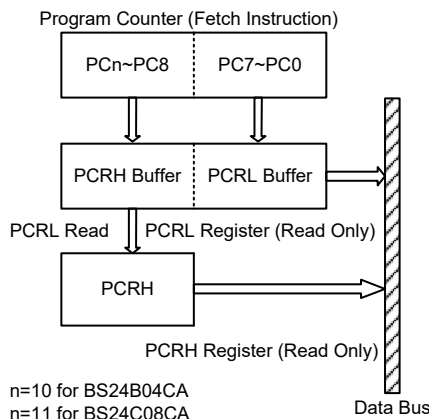 Program Counter (Fetch Instruction)
PCn~PC8 PC7~PC0
PCRH Buffer PCRL Buffer
PCRL Read PCRL Register (Read Only)
PCRH
PCRH Register (Read Only)
n=10 for BS24B04CA
n=11 for BS24C08CA
Data Bus